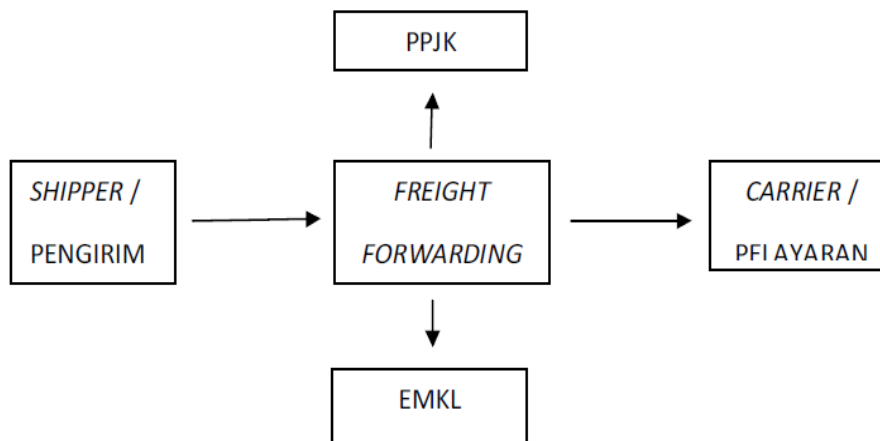 PPJK
SHIPPER /
PENGIRIM
FREIGHT
FORWARDING
CARRIER /
PELAYARAN
EMKL